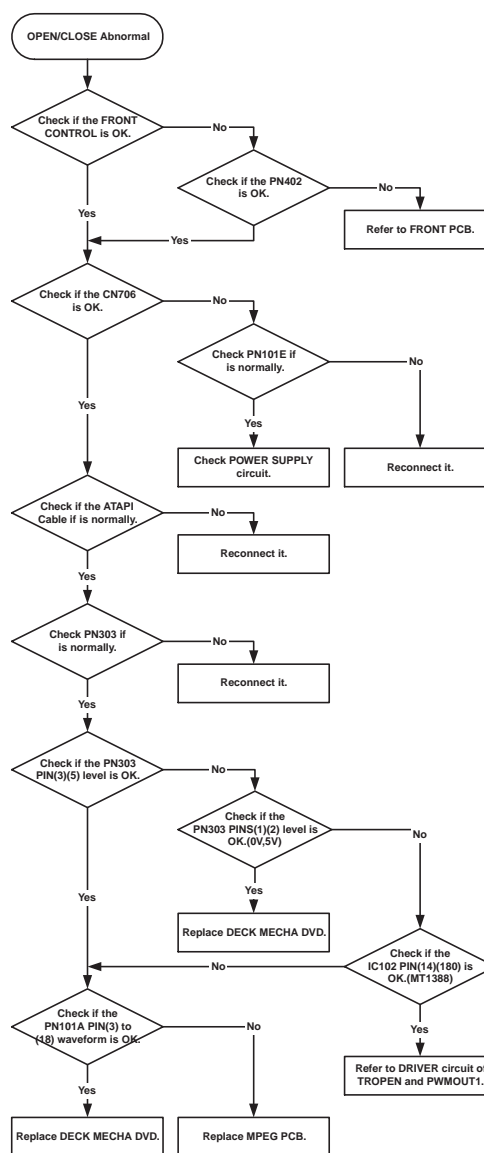 OPEN/CLOSE Abnormal
Check if the FRONT
CONTROL is OK.
No
Check if the PN402
is OK.
No
Yes
Refer to FRONT PCB.
Yes
Check if the CN706
is OK.
No
Check PN101E if
is normally.
No
Yes
Yes
Check POWER SUPPLY
circuit.
Reconnect it.
Check if the ATAPI
Cable if is normally.
No
Reconnect it.
Yes
Check PN303 if
is normally.
No
Reconnect it.
Yes
Check if the PN303
PIN(3)(5) level is OK.
No
Check if the
PN303 PINS(1)(2) level is
OK.(0V,5V)
No
Yes
Yes
Replace DECK MECHA DVD.
Check if the
IC102 PIN(14)(180) is
OK.(MT1388)
No
Check if the
PN101A PIN(3) to
(18) waveform is OK.
No
Yes
Refer to DRIVER circuit of
TROPEN and PWMOUT1.
Yes
Replace DECK MECHA DVD.
Replace MPEG PCB.